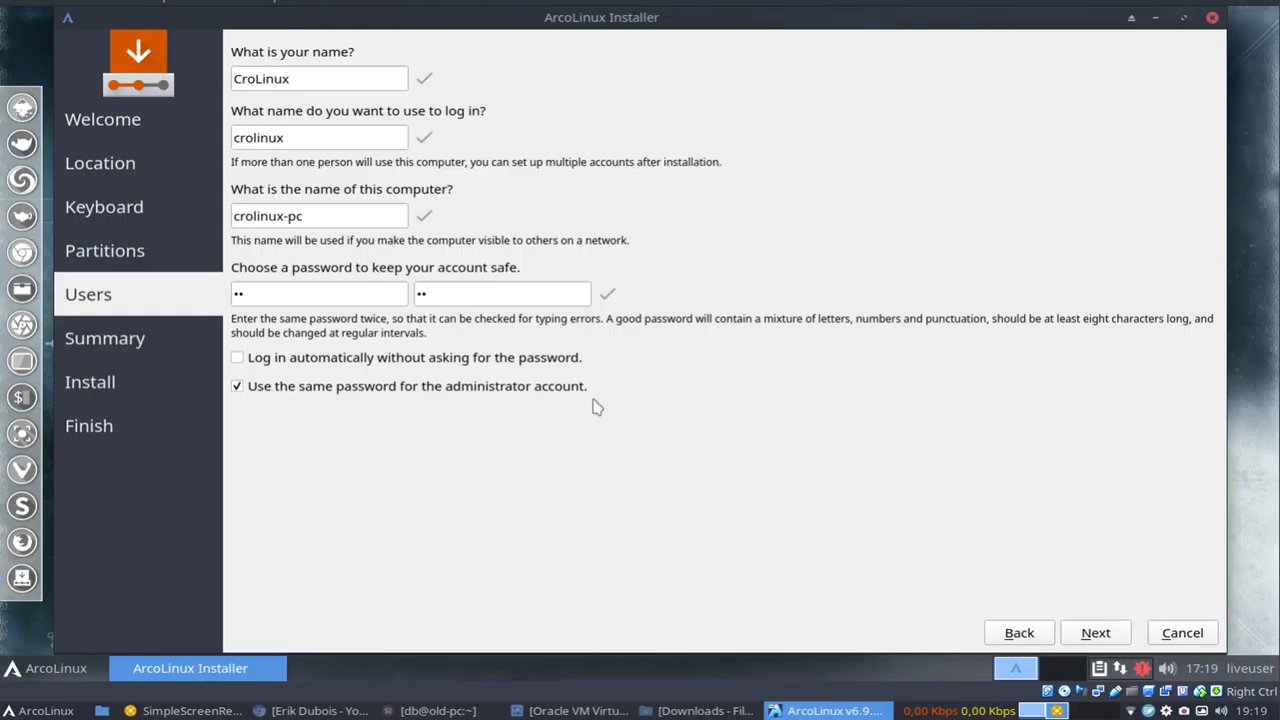 ArcoLinux Installer
What is your name?
CroLinux
What name do you want to use to log in?
crolinux
If more than one person will use this computer, you can set up multiple accounts after installation.
What is the name of this computer?
crolinux-pc
This name will be used if you make the computer visible to others on a network.
Choose a password to keep your account safe.
•• ••
Enter the same password twice, so that it can be checked for typing errors. A good password will contain a mixture of letters, numbers and punctuation, should be at least eight characters long, and
should be changed at regular intervals.
Log in automatically without asking for the password.
Use the same password for the administrator account.
Welcome
Location
Keyboard
Partitions
Users
Summary
Install
Finish
Back Next Cancel
ArcoLinux ArcoLinux Installer 17:19 liveuser
Right Ctrl
ArcoLinux SimpleScreenRe... [Erik Dubois - Yo... [db@old-pc:~] [Oracle VM Virtu... [Downloads - Fil... ArcoLinux v6.9... 0,00 Kbps 0,00 Kbps 19:19